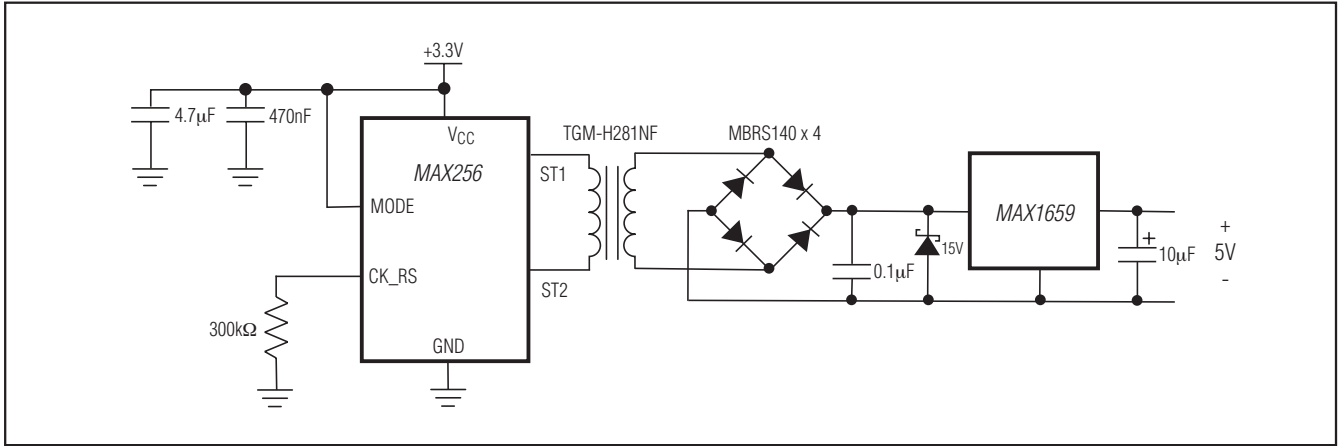 +3.3V
4.7µF
470nF
VCC
MAX256
MODE
CK_RS
GND
300kΩ
ST1
ST2
TGM-H281NF
MBRS140 x 4
0.1µF
15V
MAX1659
+
10µF
+
5V
-